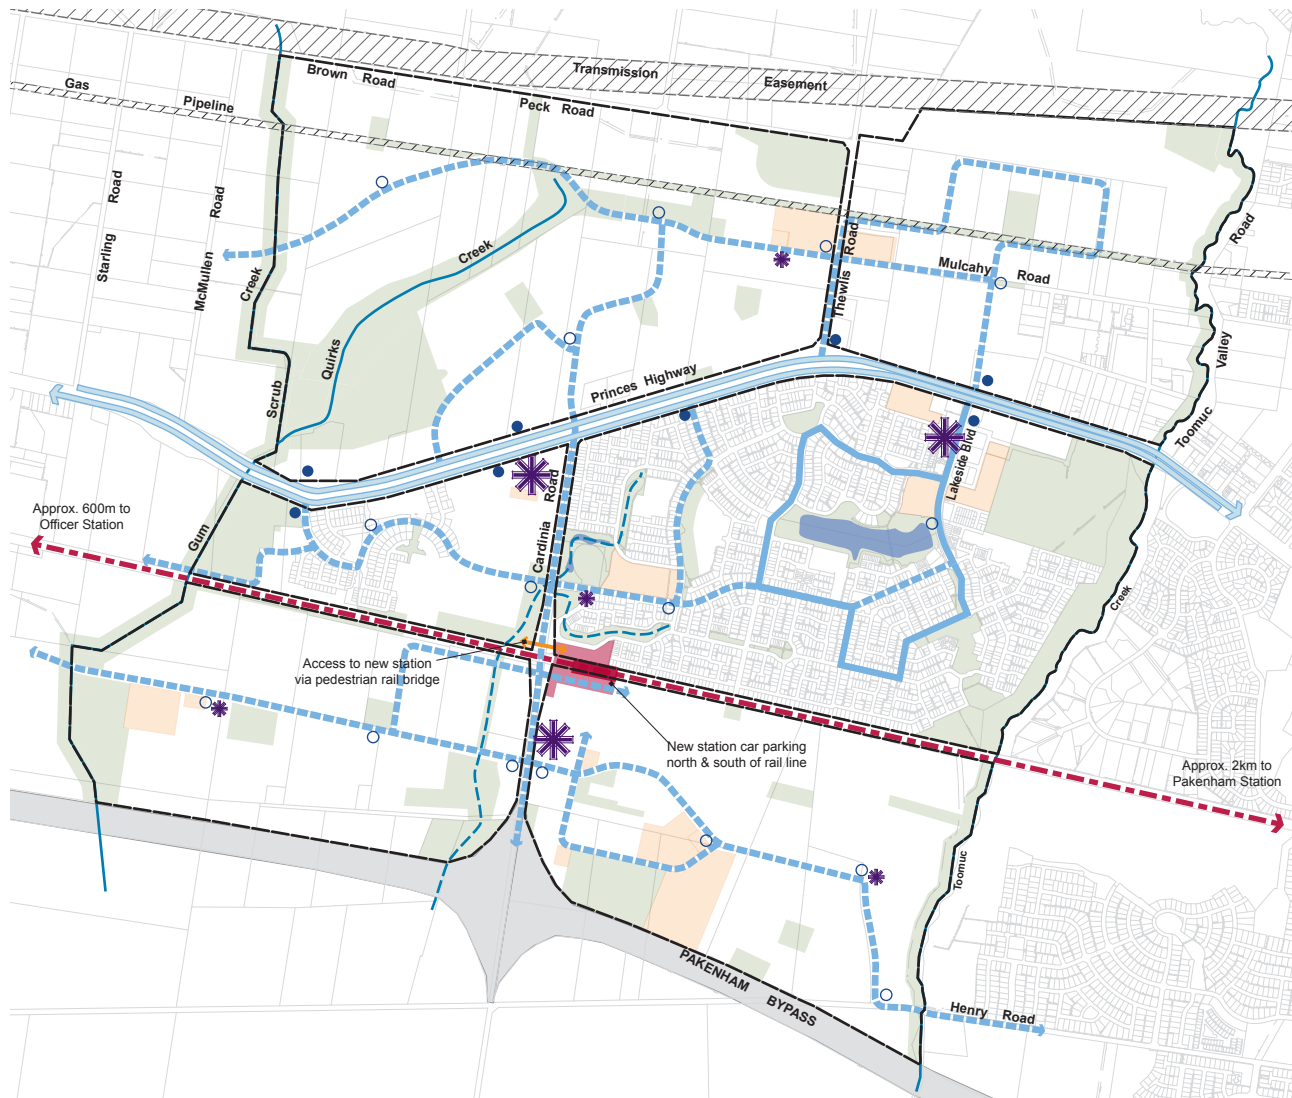 Brown Road
Transmission
Easement
Gas
Pipeline
Peck Road
Starling Road
McMullen Road
Creek
Creek
Thewlis Road
Mulcahy Road
Road
Valley
Toomuc
Quirks
Scrub
Princes Highway
Lakeside Blvd
Road
Cardinia
Gum
Approx. 600m to
Officer Station
Creek
Access to new station
via pedestrian rail bridge
New station car parking
north & south of rail line
Approx. 2km to
Pakenham Station
Toomuc
PAKENHAM BYPASS
Henry Road